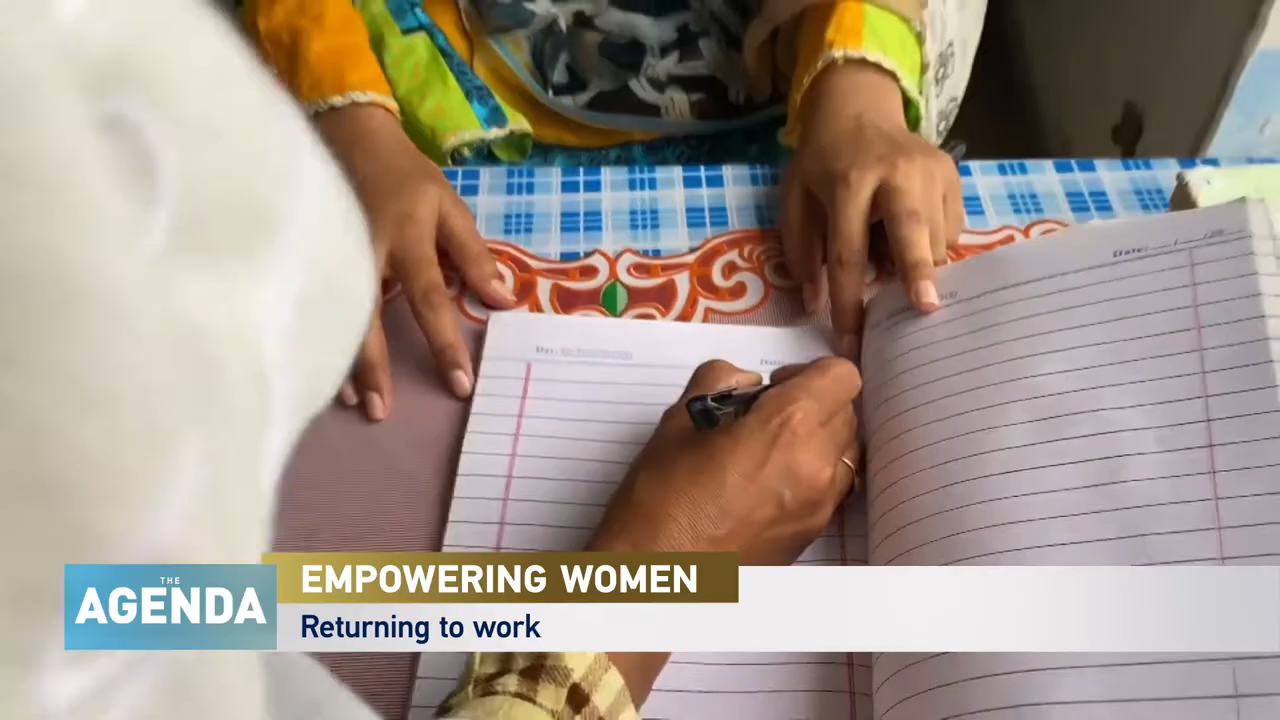 Date:
THE
AGENDA
EMPOWERING WOMEN
Returning to work